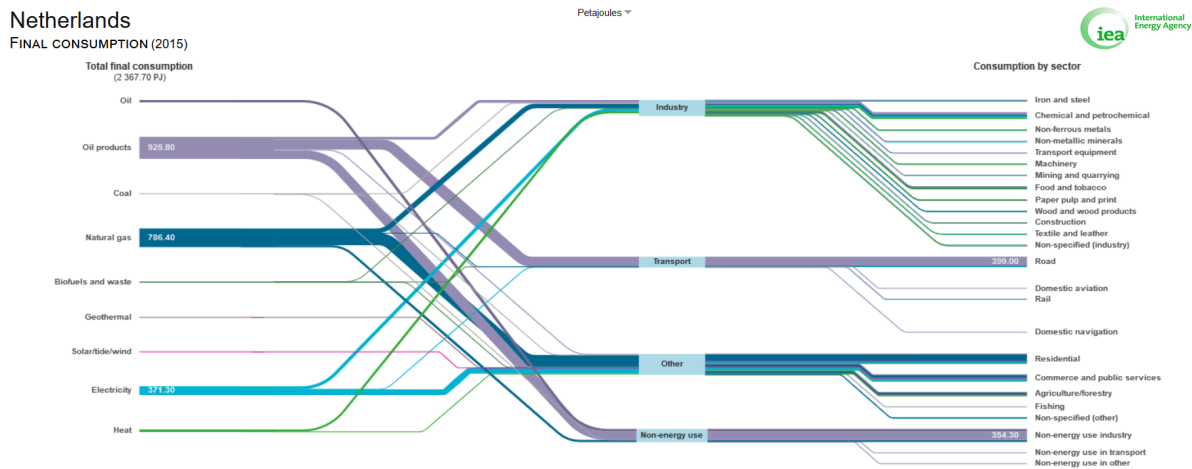 Netherlands
FINAL CONSUMPTION (2015)
Petajoules
iea International
Energy Agency
Total final consumption
(2 367.70 PJ)
Consumption by sector
Oil
Oil products
925.80
Coal
Natural gas
786.40
Biofuels and waste
Geothermal
Solar/tide/wind
Electricity
371.30
Heat
Industry
Transport
Other
Non-energy use
Iron and steel
Chemical and petrochemical
Non-ferrous metals
Non-metallic minerals
Transport equipment
Machinery
Mining and quarrying
Food and tobacco
Paper pulp and print
Wood and wood products
Construction
Textile and leather
Non-specified (industry)
399.00
Road
Domestic aviation
Rail
Domestic navigation
Residential
Commerce and public services
Agriculture/forestry
Fishing
Non-specified (other)
354.30
Non-energy use industry
Non-energy use in transport
Non-energy use in other